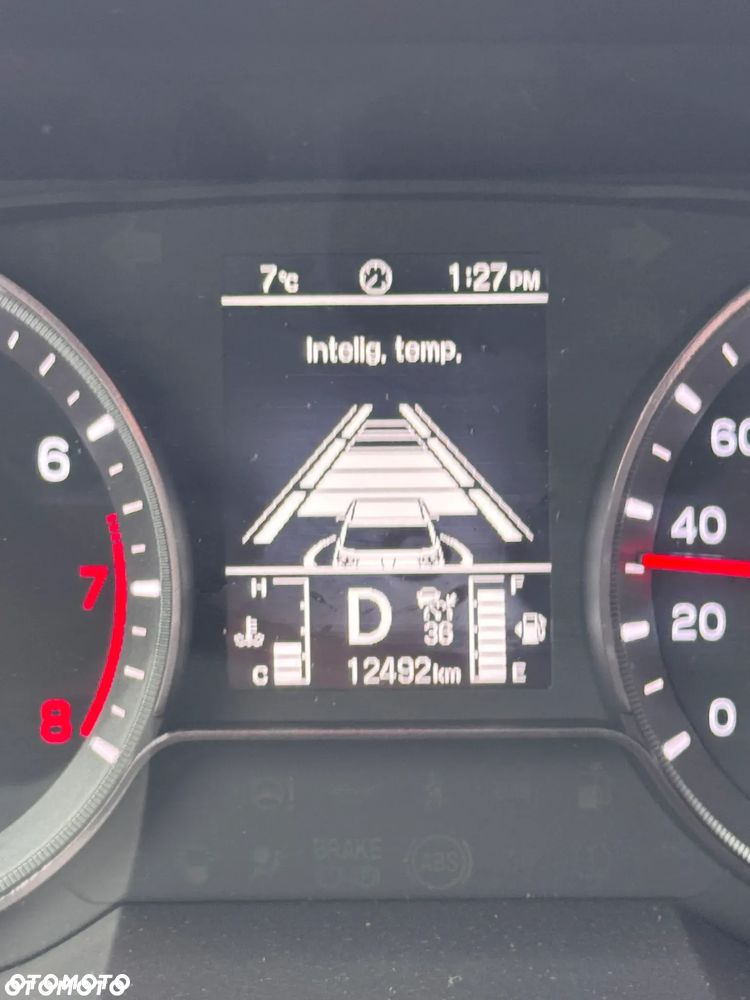 7°C 1:27PM
Intelig. temp.
6
7
8
60
40
20
0
H
F
D
36
C
E
12492km
BRAKE
ABS
OTOMOTO